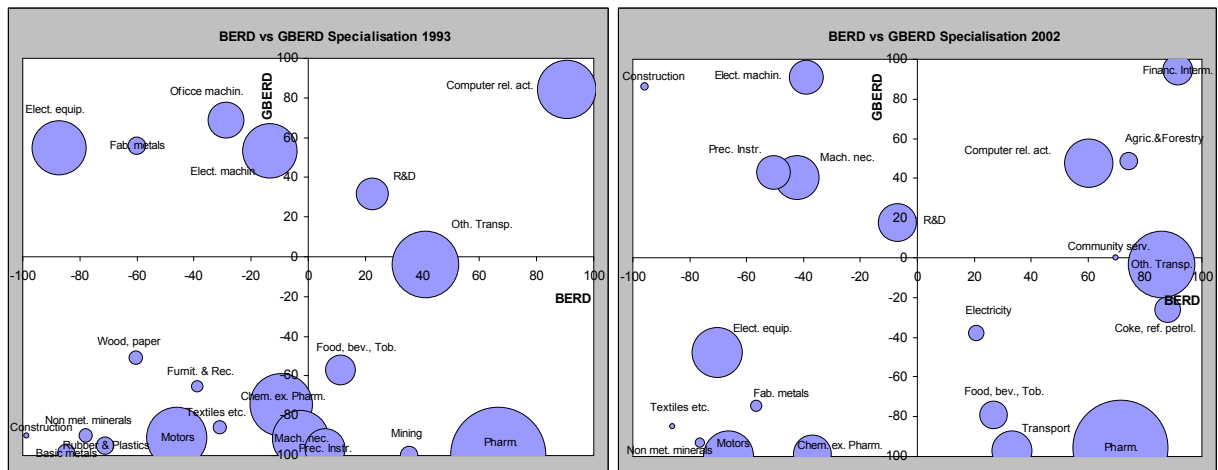 BERD vs GBERD Specialisation 1993
100
Computer rel. act.
GBERD
80
Oficce machin.
Elect. equip.
60
Fab. metals
Elect. machin.
40
R&D
20
Oth. Transp.
0
-100 -80 -60 -40 -20 0 20 40 60 80 100
-20
BERD
-40
Wood, paper
Food, bev., Tob.
Furnit. & Rec.
-60
Chem. ex. Pharm.
Textiles etc.
-80
Non met. minerals
Construction
Motors
Mach. nec.
Mining
Pharm.
Rubber & Plastics
Prec. Instr.
Basic metals
-100
BERD vs GBERD Specialisation 2002
100
Financ. Interm.
Construction
Elect. machin.
GBERD
80
60
Agric.&Forestry
Prec. Instr.
Mach. nec.
Computer rel. act.
40
20
R&D
Community serv.
0
Oth. Transp.
-100 -80 -60 -40 -20 0 20 40 60 80 100
-20
BERD
Electricity
Coke, ref. petrol.
Elect. equip.
-40
-60
Fab. metals
Food, bev., Tob.
Textiles etc.
-80
Transport
Motors
Chem. ex. Pharm.
Pharm.
Non met. minerals
-100